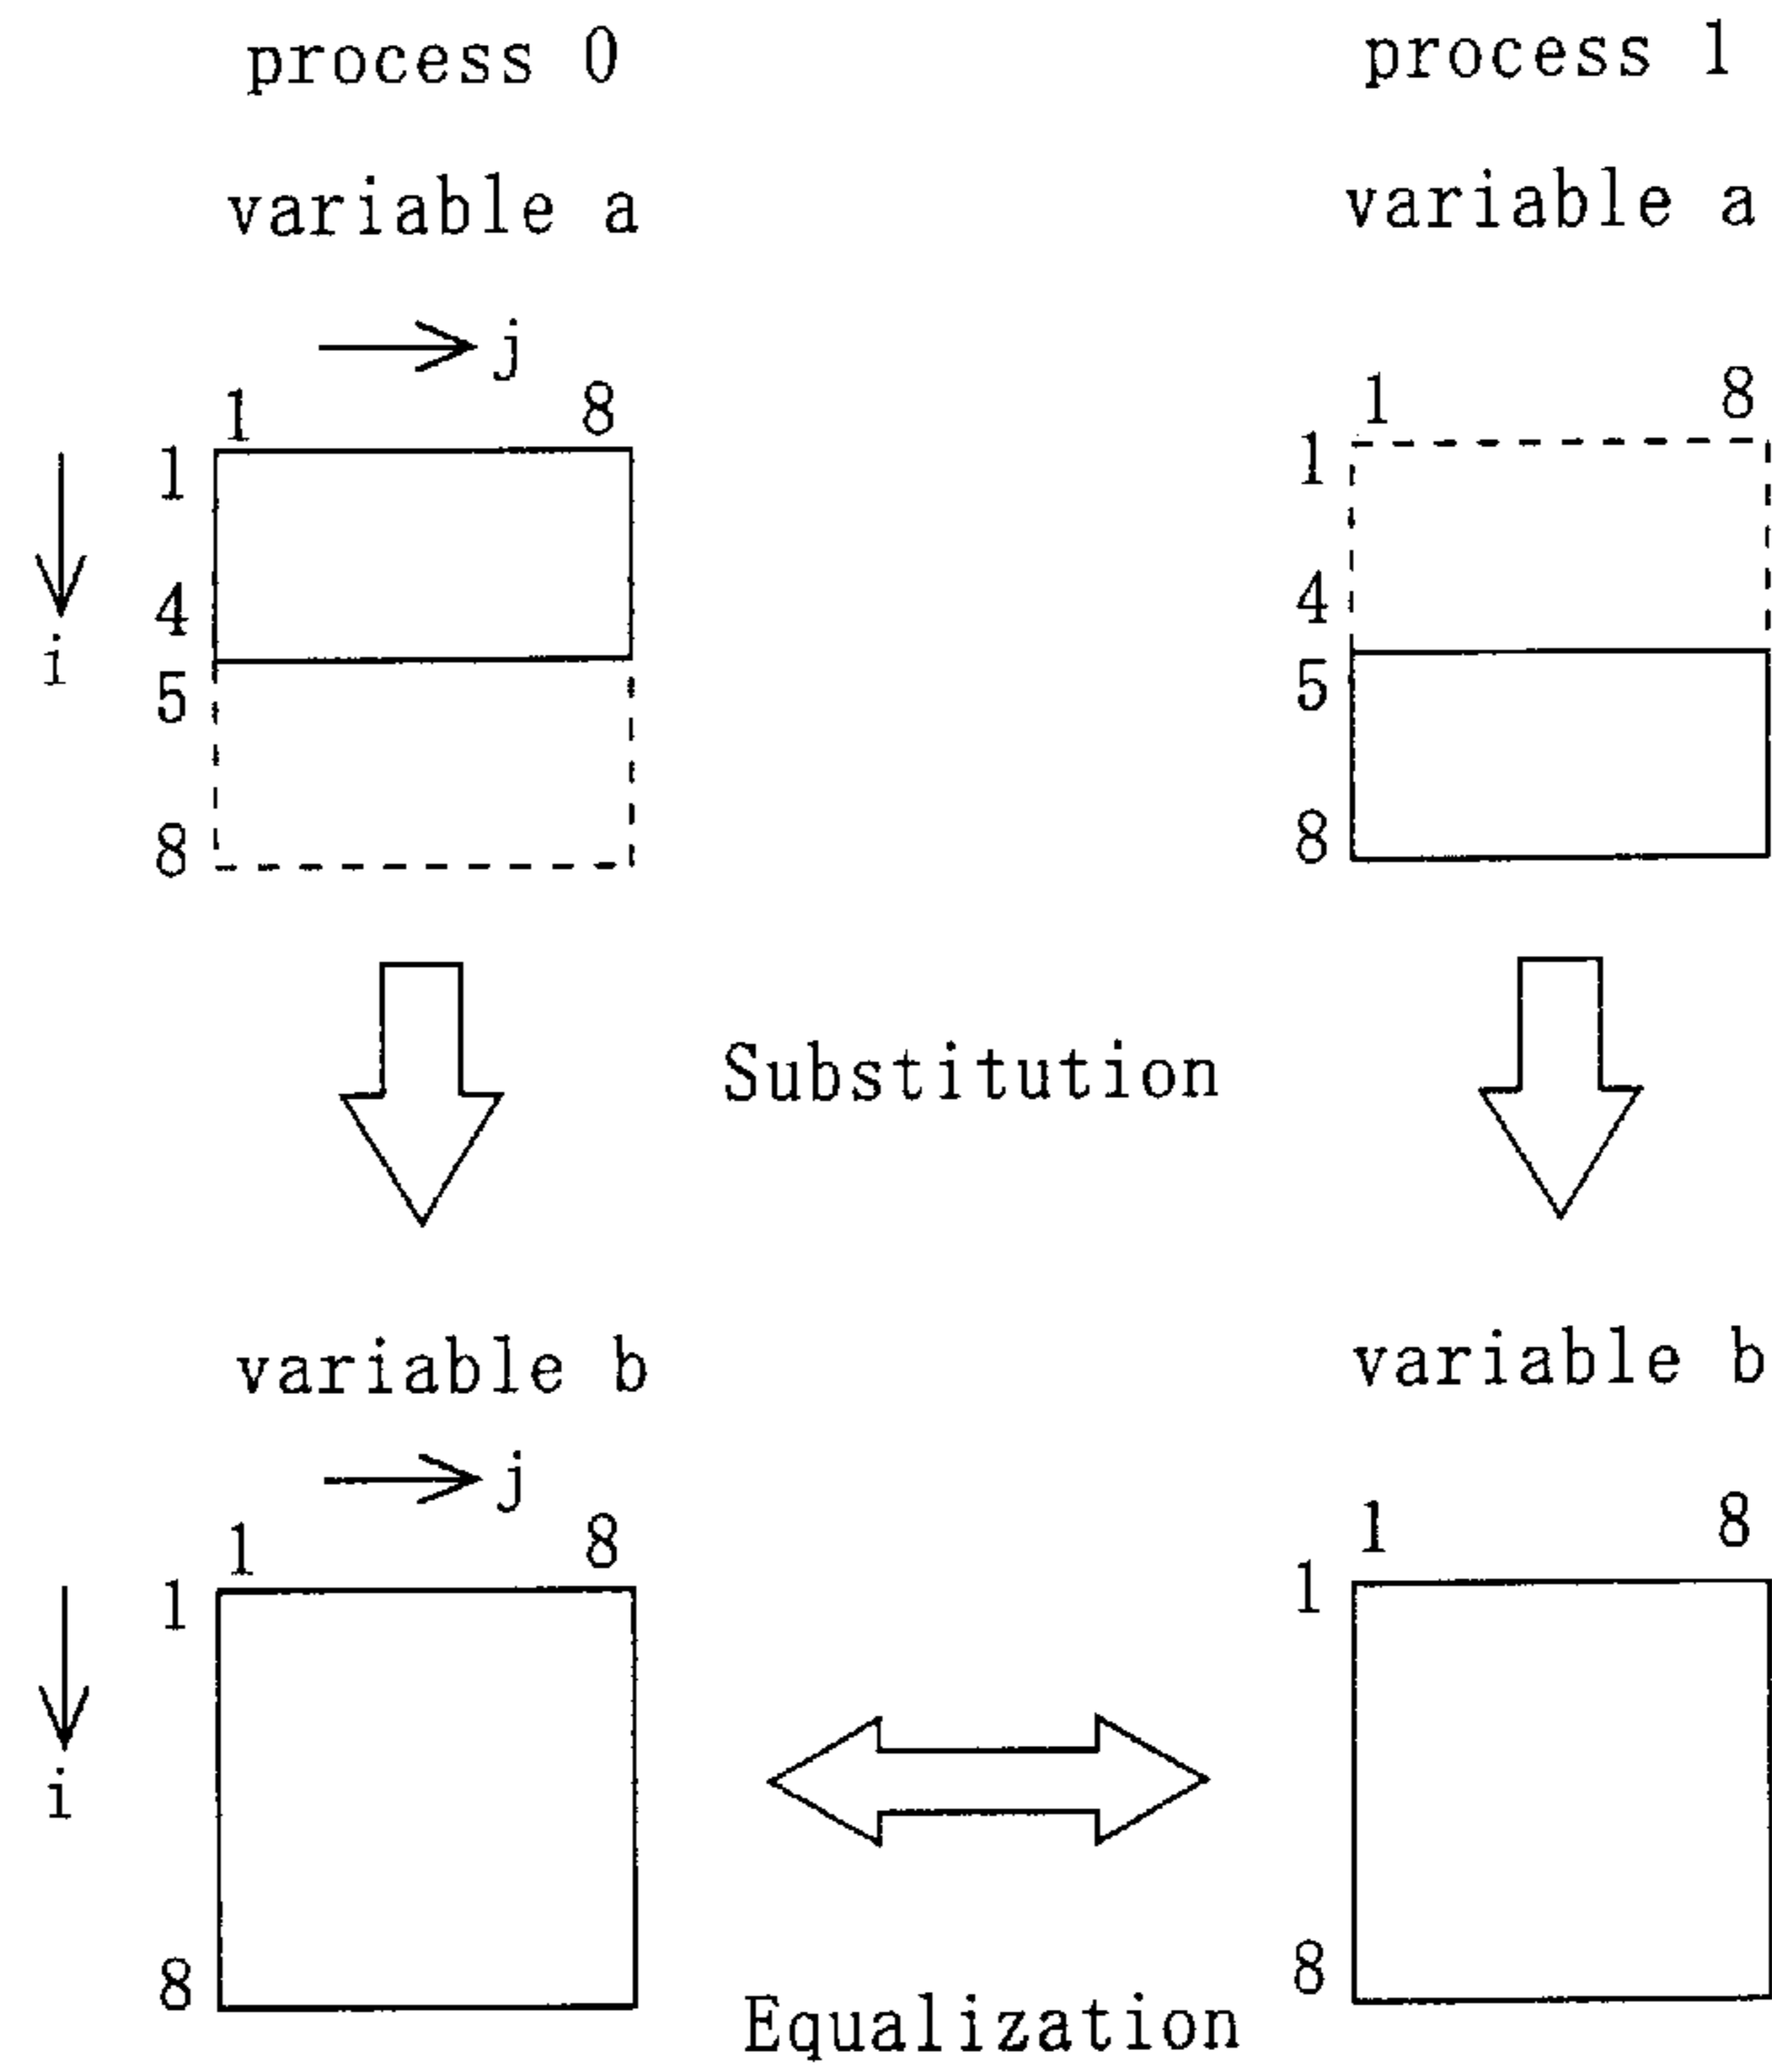 process 0 process 1
variable a variable a
j
1 8 1 8
1 1
4 4
i
5 5
8 8
Substitution
variable b variable b
j
1 8 1 8
1 1
i
8 8
Equalization